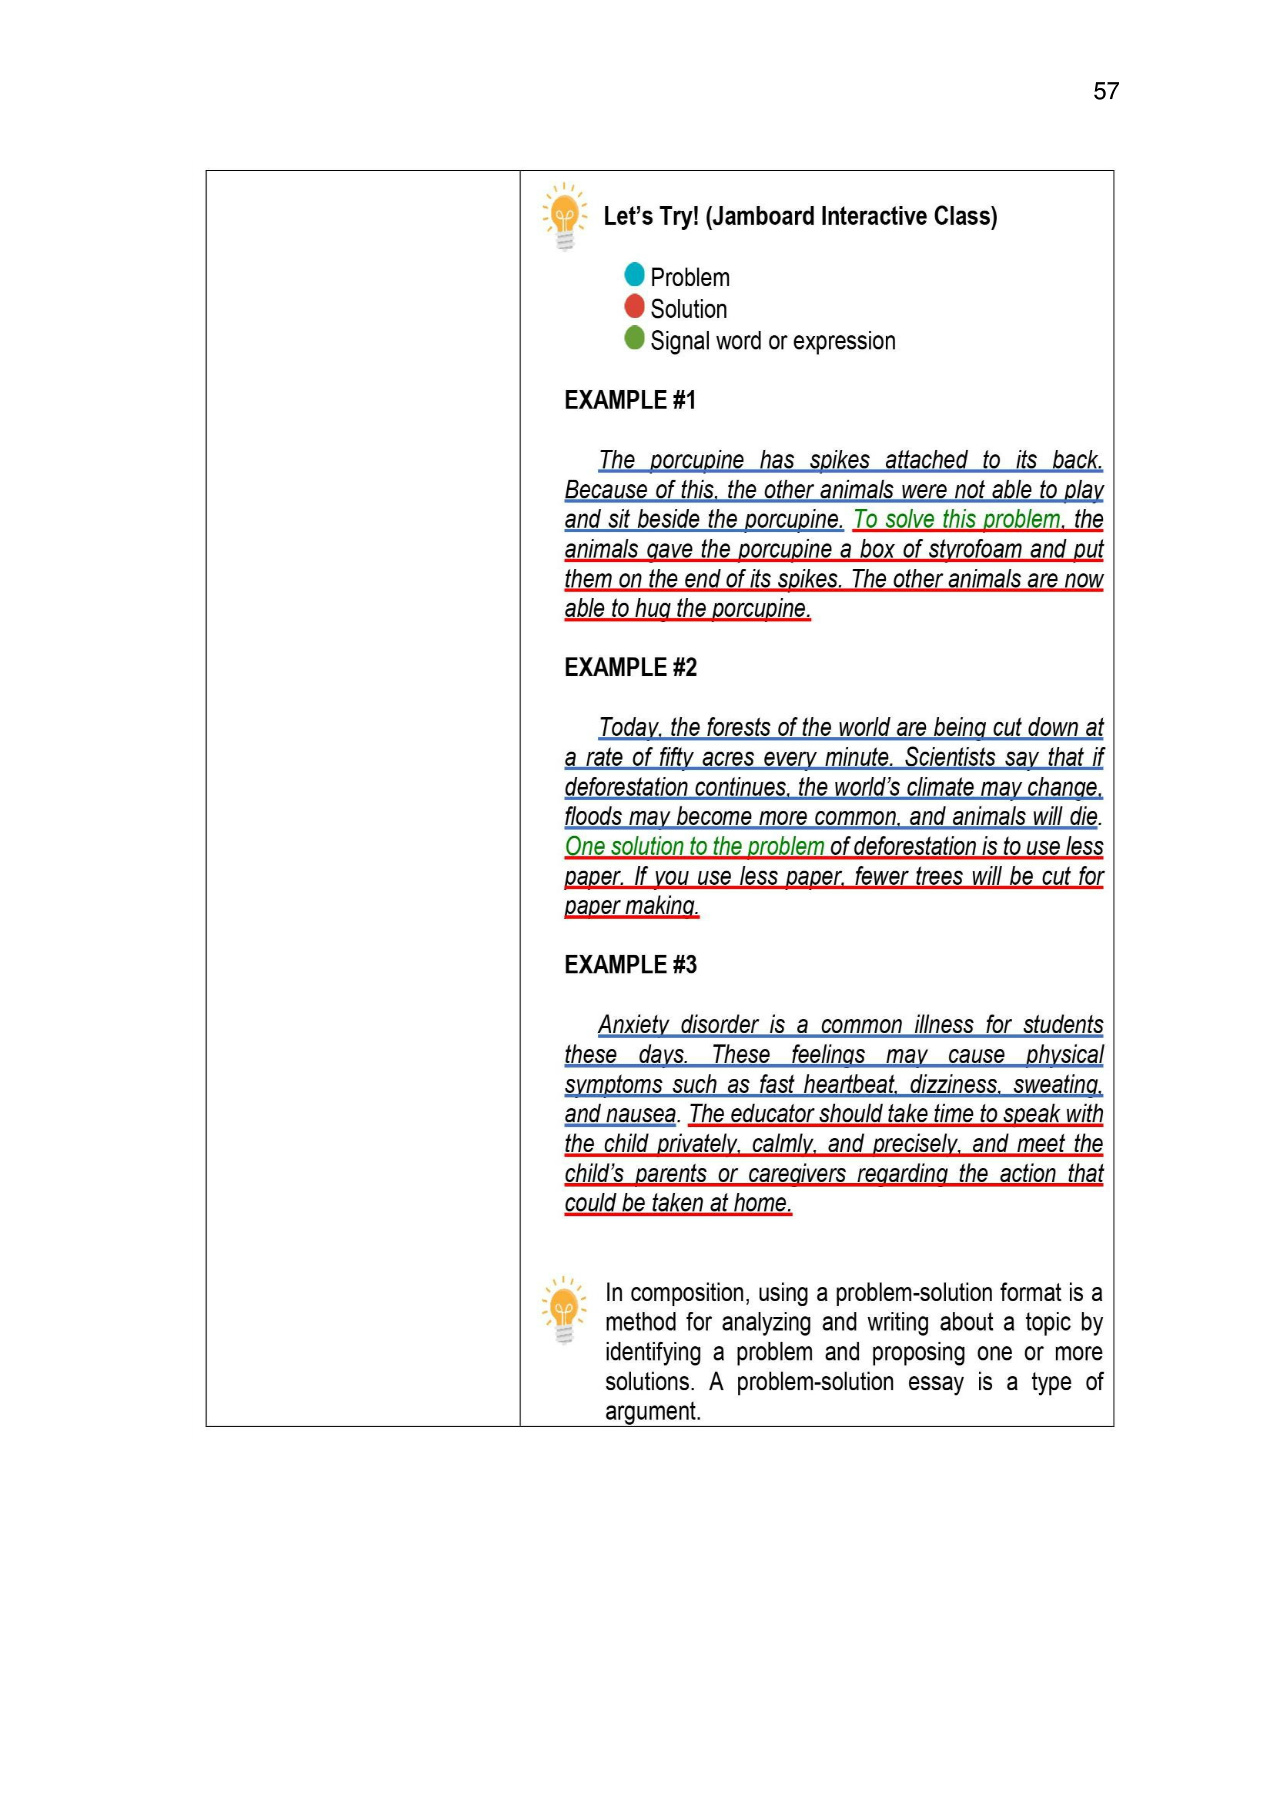 57
Let's Try! (Jamboard Interactive Class)
Problem
Solution
Signal word or expression
EXAMPLE #1
The porcupine has spikes attached to its back.
Because of this, the other animals were not able to play
and sit beside the porcupine. To solve this problem, the
animals gave the porcupine a box of styrofoam and put
them on the end of its spikes. The other animals are now
able to hug the porcupine.
EXAMPLE #2
Today, the forests of the world are being cut down at
a rate of fifty acres every minute. Scientists say that if
deforestation continues, the world's climate may change,
floods may become more common, and animals will die.
One solution to the problem of deforestation is to use less
paper. If you use less paper, fewer trees will be cut for
paper making.
EXAMPLE #3
Anxiety disorder is a common illness for students
these days. These feelings may cause physical
symptoms such as fast heartbeat, dizziness, sweating,
and nausea. The educator should take time to speak with
the child privately, calmly, and precisely, and meet the
child's parents or caregivers regarding the action that
could be taken at home.
In composition, using a problem-solution format is a
method for analyzing and writing about a topic by
identifying a problem and proposing one or more
solutions. A problem-solution essay is a type of
argument.